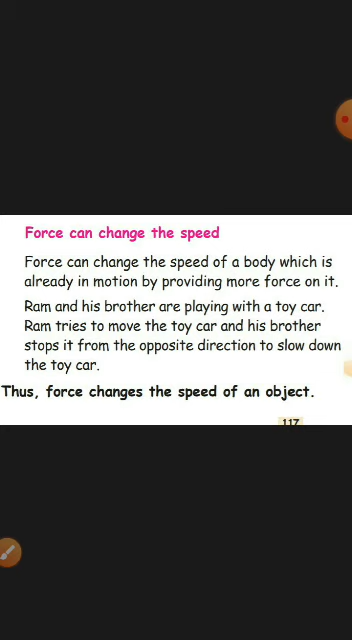 Force can change the speed
Force can change the speed of a body which is
already in motion by providing more force on it.
Ram and his brother are playing with a toy car.
Ram tries to move the toy car and his brother
stops it from the opposite direction to slow down
the toy car.
Thus, force changes the speed of an object.
117